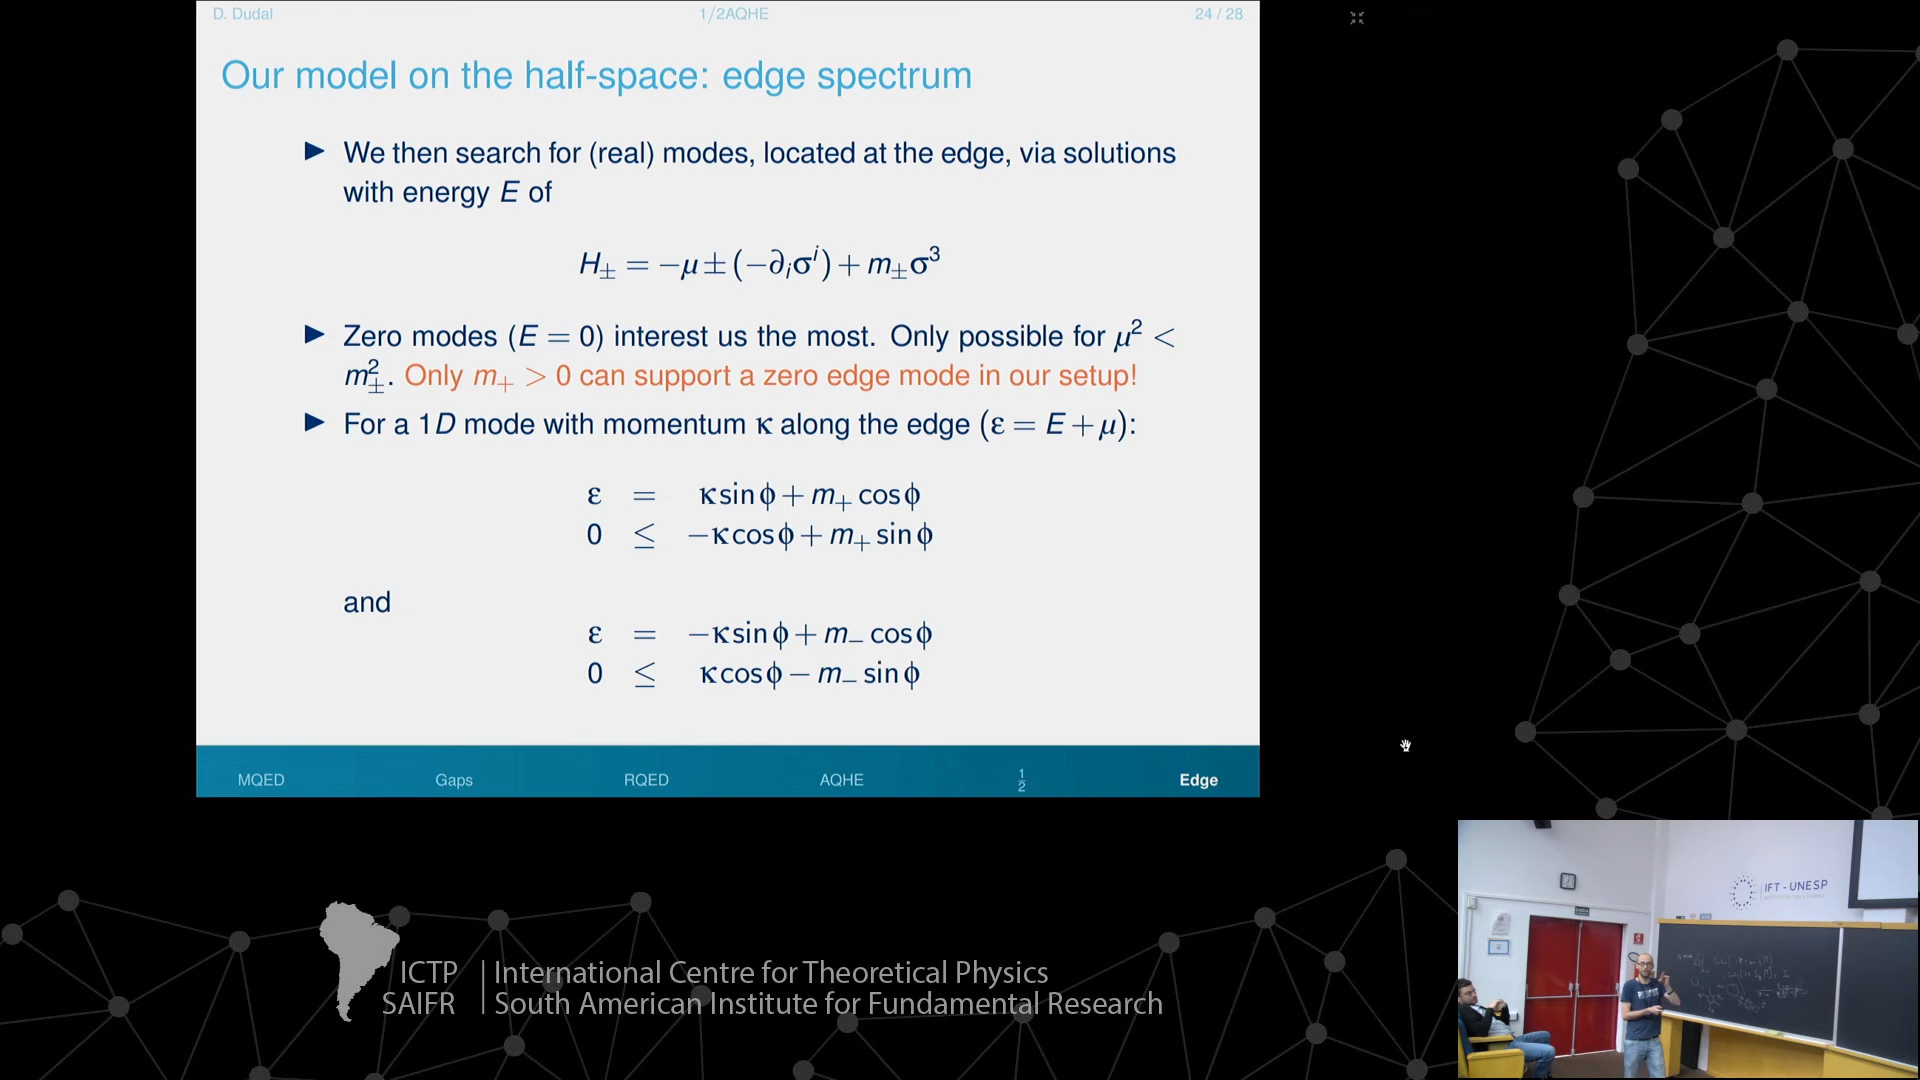 D. Dudal 1/2AQHE 24 / 28
Our model on the half-space: edge spectrum
► We then search for (real) modes, located at the edge, via solutions
with energy E of
H± = −μ ± (−∂ᵢσⁱ) + m±σ³
► Zero modes (E = 0) interest us the most. Only possible for μ² <
m²±. Only m₊ > 0 can support a zero edge mode in our setup!
► For a 1D mode with momentum κ along the edge (ε = E + μ):
ε = κ sin ϕ + m₊ cos ϕ
0 ≤ −κ cos ϕ + m₊ sin ϕ
and
ε = −κ sin ϕ + m₋ cos ϕ
0 ≤ κ cos ϕ − m₋ sin ϕ
MQED Gaps RQED AQHE 1/2 Edge
IFT - UNESP
ICTP | International Centre for Theoretical Physics
SAIFR | South American Institute for Fundamental Research